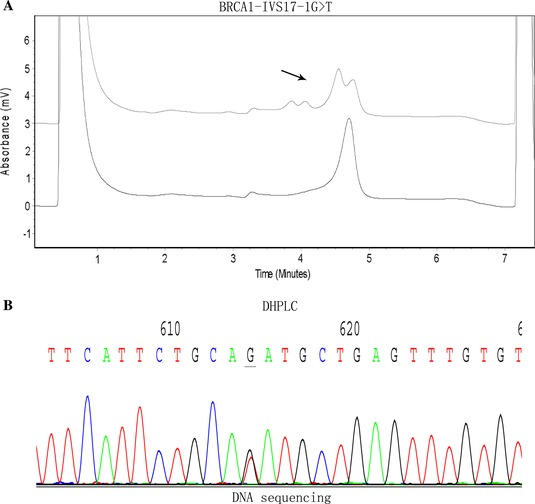 A
BRCA1-IVS17-1G>T
Absorbance (mV)
6
5
4
3
2
1
0
-1
1 2 3 4 5 6 7
Time (Minutes)
B
DHPLC
610 620 6
T T C A T T C T G C A G A T G C T G A G T T T G T G T
DNA sequencing